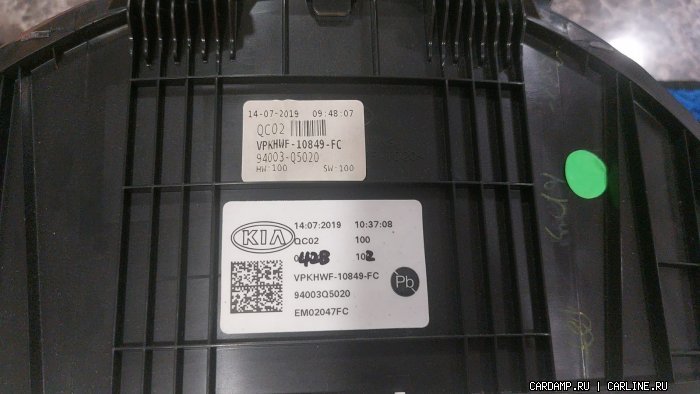 14-07-2019 09:48:07
QC02
VPKHWF-10849-FC
94003-Q5020
HW:100 SW:100
KIA
14:07:2019 10:37:08
QC02 100
042B 102
VPKHWF-10849-FC
Pb
94003Q5020
EM02047FC
CARDAMP.RU | CARLINE.RU